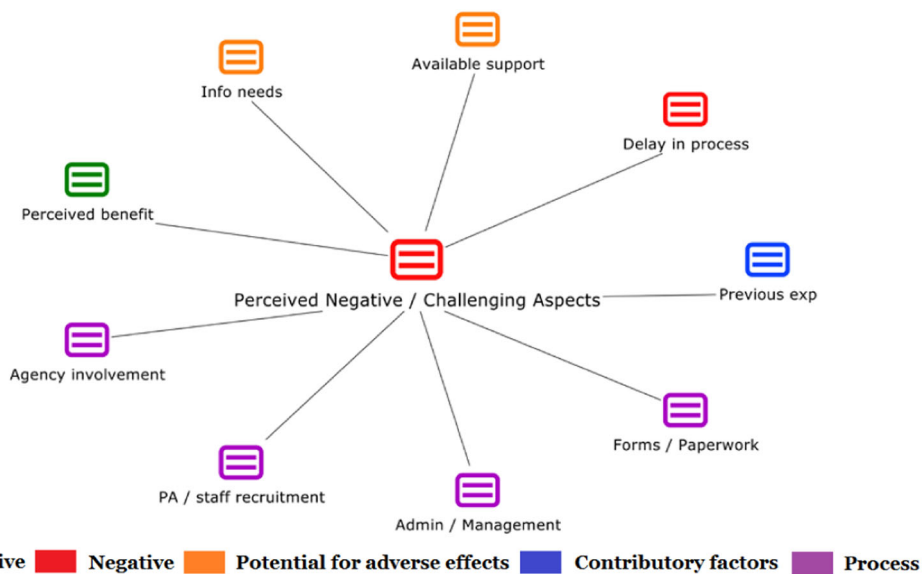 Available support
Info needs
Delay in process
Perceived benefit
Previous exp
Perceived Negative / Challenging Aspects
Agency involvement
Forms / Paperwork
PA / staff recruitment
Admin / Management
ive Negative Potential for adverse effects Contributory factors Process